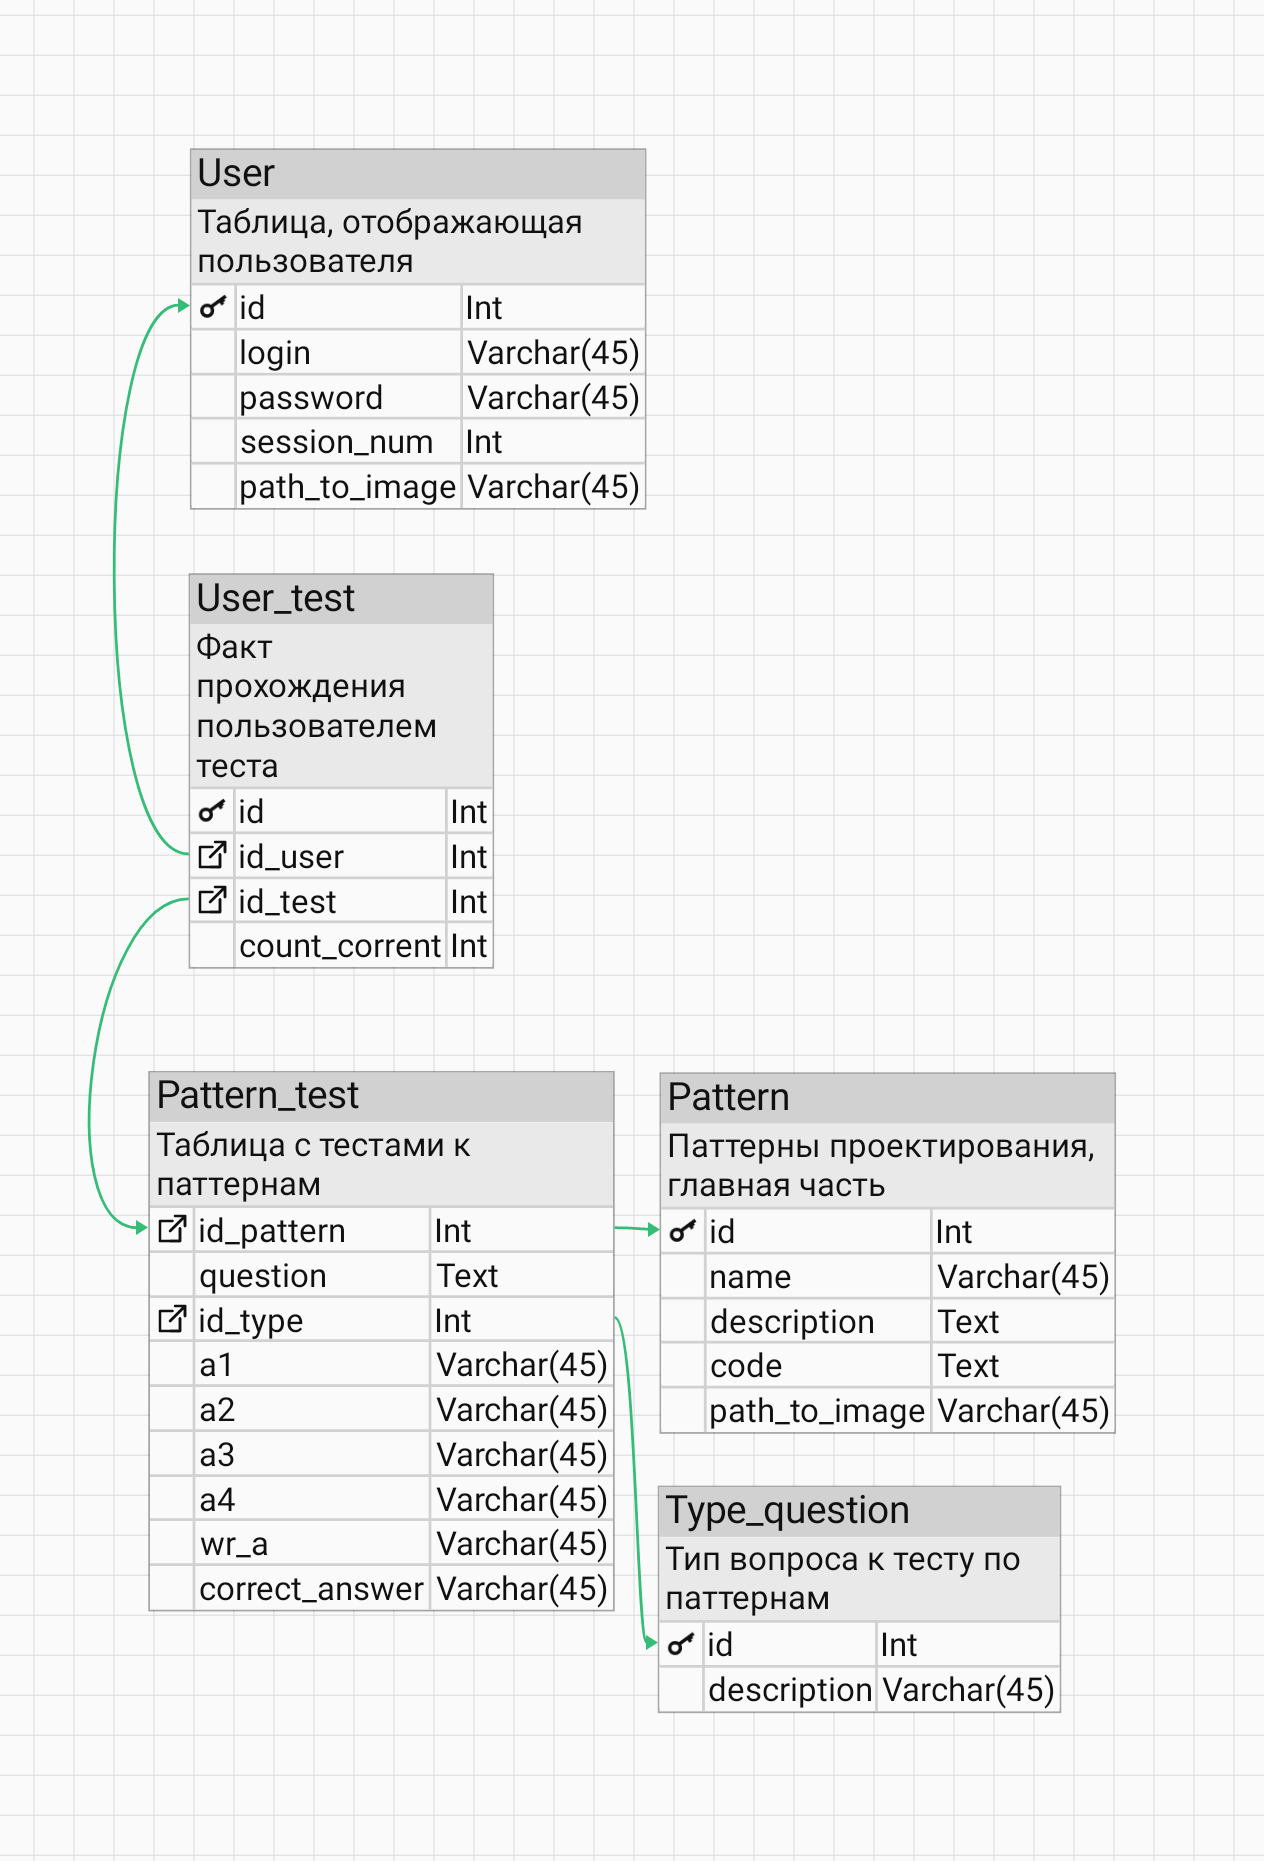 User
Таблица, отображающая
пользователя
id Int
login Varchar(45)
password Varchar(45)
session_num Int
path_to_image Varchar(45)
User_test
Факт
прохождения
пользователем
теста
id Int
id_user Int
id_test Int
count_corrent Int
Pattern_test
Таблица с тестами к
паттернам
id_pattern Int
question Text
id_type Int
a1 Varchar(45)
a2 Varchar(45)
a3 Varchar(45)
a4 Varchar(45)
wr_a Varchar(45)
correct_answer Varchar(45)
Pattern
Паттерны проектирования,
главная часть
id Int
name Varchar(45)
description Text
code Text
path_to_image Varchar(45)
Type_question
Тип вопроса к тесту по
паттернам
id Int
description Varchar(45)